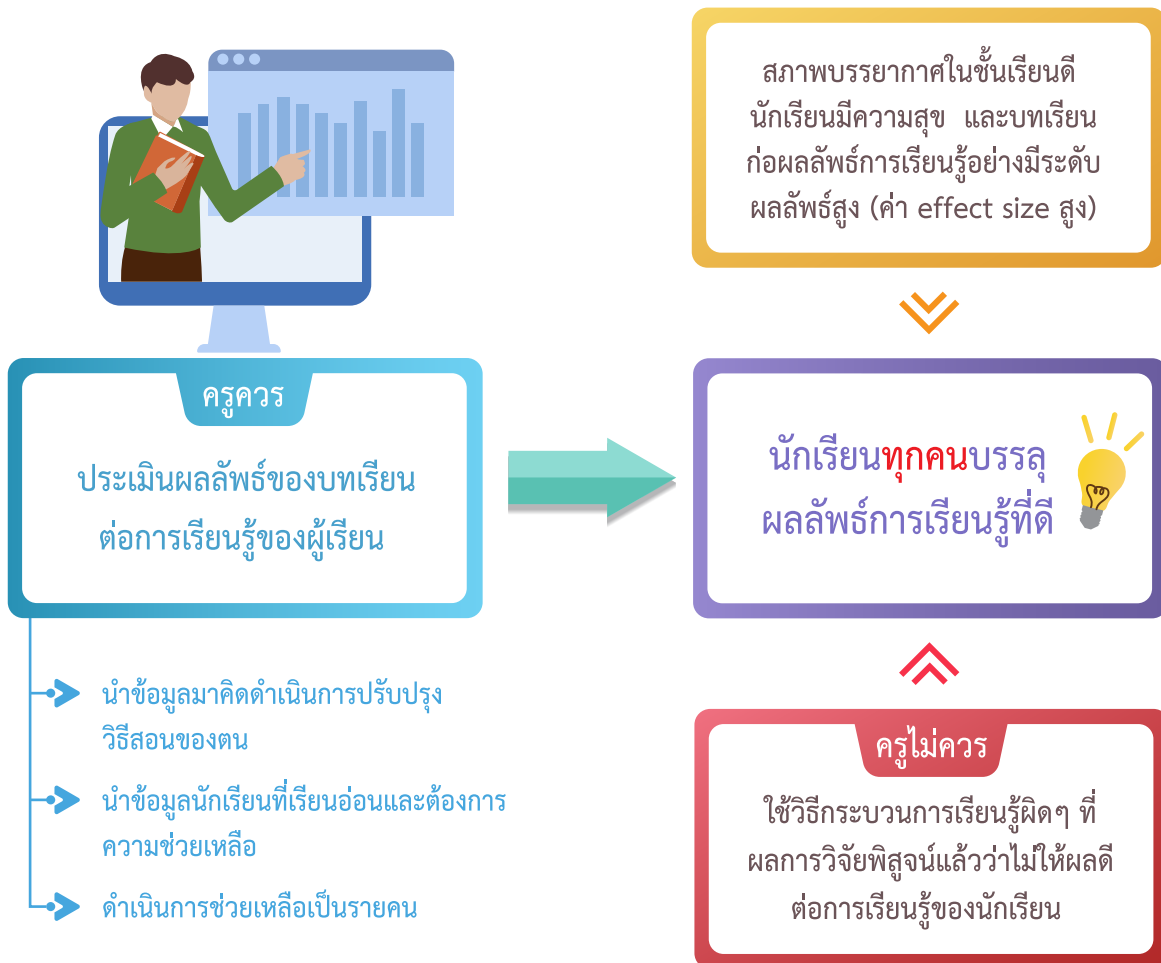 สภาพบรรยากาศในชั้นเรียนดี
นักเรียนมีความสุข และบทเรียน
ก่อผลลัพธ์การเรียนรู้อย่างมีระดับ
ผลลัพธ์สูง (ค่า effect size สูง)
ครูควร
ประเมินผลลัพธ์ของบทเรียน
ต่อการเรียนรู้ของผู้เรียน
นักเรียนทุกคนบรรลุ
ผลลัพธ์การเรียนรู้ที่ดี
นำข้อมูลมาคิดดำเนินการปรับปรุง
วิธีสอนของตน
นำข้อมูลนักเรียนที่เรียนอ่อนและต้องการ
ความช่วยเหลือ
ดำเนินการช่วยเหลือเป็นรายคน
ครูไม่ควร
ใช้วิธีกระบวนการเรียนรู้ผิดๆ ที่
ผลการวิจัยพิสูจน์แล้วว่าไม่ให้ผลดี
ต่อการเรียนรู้ของนักเรียน